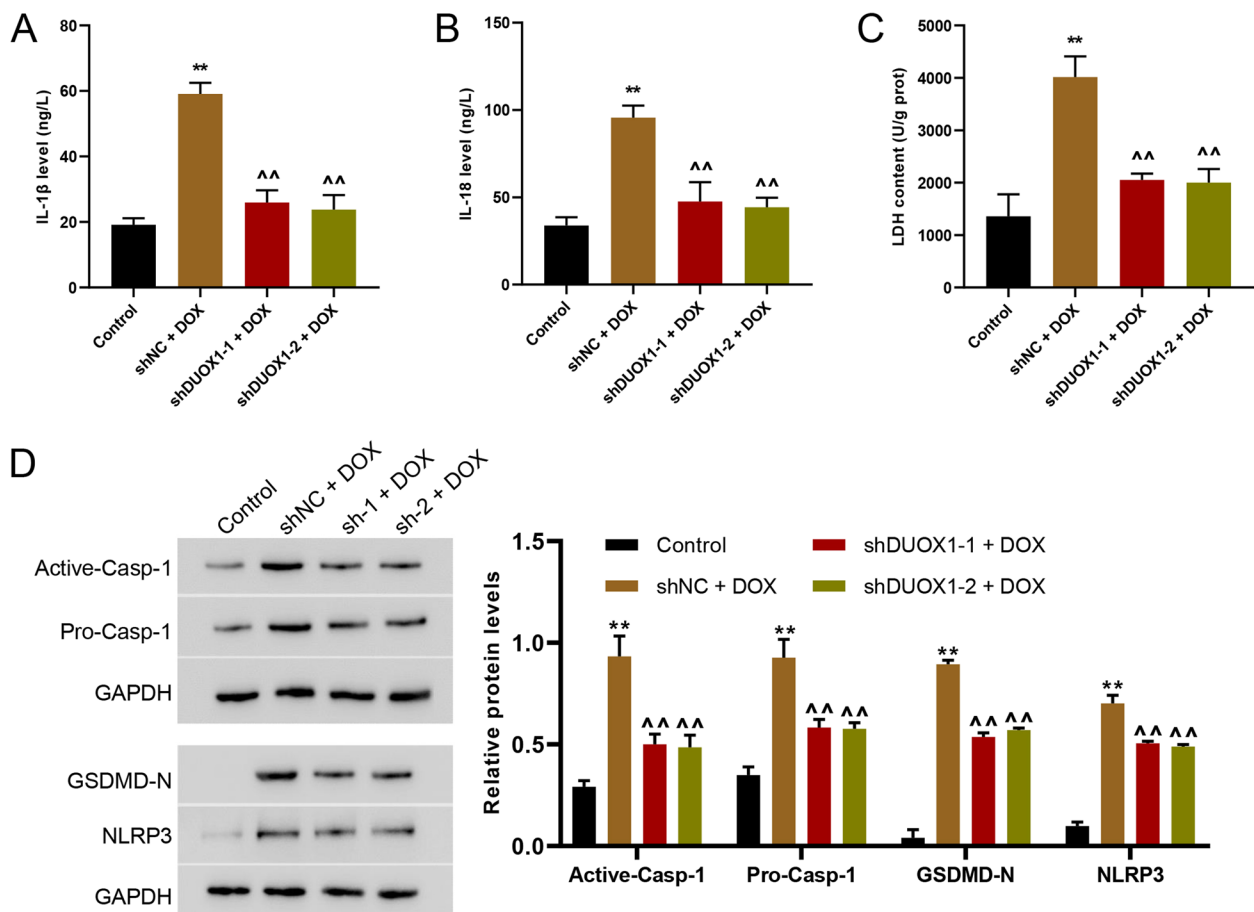 A
IL-1β level (ng/L)
80
60
40
20
0
**
^^
^^
Control
shNC + DOX
shDUOX1-1 + DOX
shDUOX1-2 + DOX
B
IL-18 level (ng/L)
150
100
50
0
**
^^
^^
Control
shNC + DOX
shDUOX1-1 + DOX
shDUOX1-2 + DOX
C
LDH content (U/g prot)
5000
4000
3000
2000
1000
0
**
^^
^^
Control
shNC + DOX
shDUOX1-1 + DOX
shDUOX1-2 + DOX
D
Control
shNC + DOX
sh-1 + DOX
sh-2 + DOX
Active-Casp-1
Pro-Casp-1
GAPDH
GSDMD-N
NLRP3
GAPDH
Relative protein levels
1.5
1.0
0.5
0.0
Control
shNC + DOX
shDUOX1-1 + DOX
shDUOX1-2 + DOX
**
^^ ^^
**
^^ ^^
**
^^ ^^
**
^^ ^^
Active-Casp-1
Pro-Casp-1
GSDMD-N
NLRP3